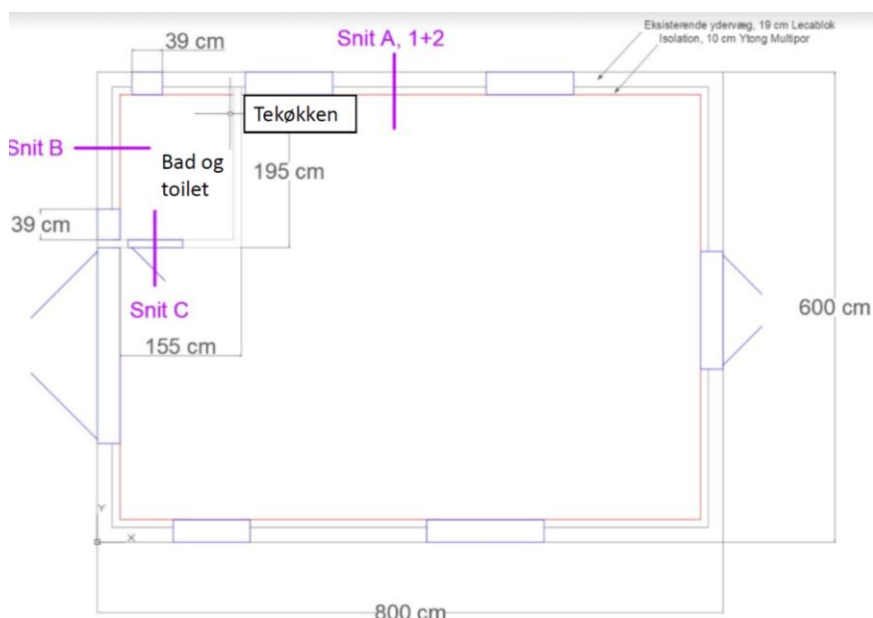 39 cm
Snit A, 1+2
Eksisterende ydervæg, 19 cm Lecablok
Isolation, 10 cm Ytong Multipor
Tekøkken
Snit B
Bad og
toilet
195 cm
39 cm
Snit C
600 cm
155 cm
Y
X
800 cm